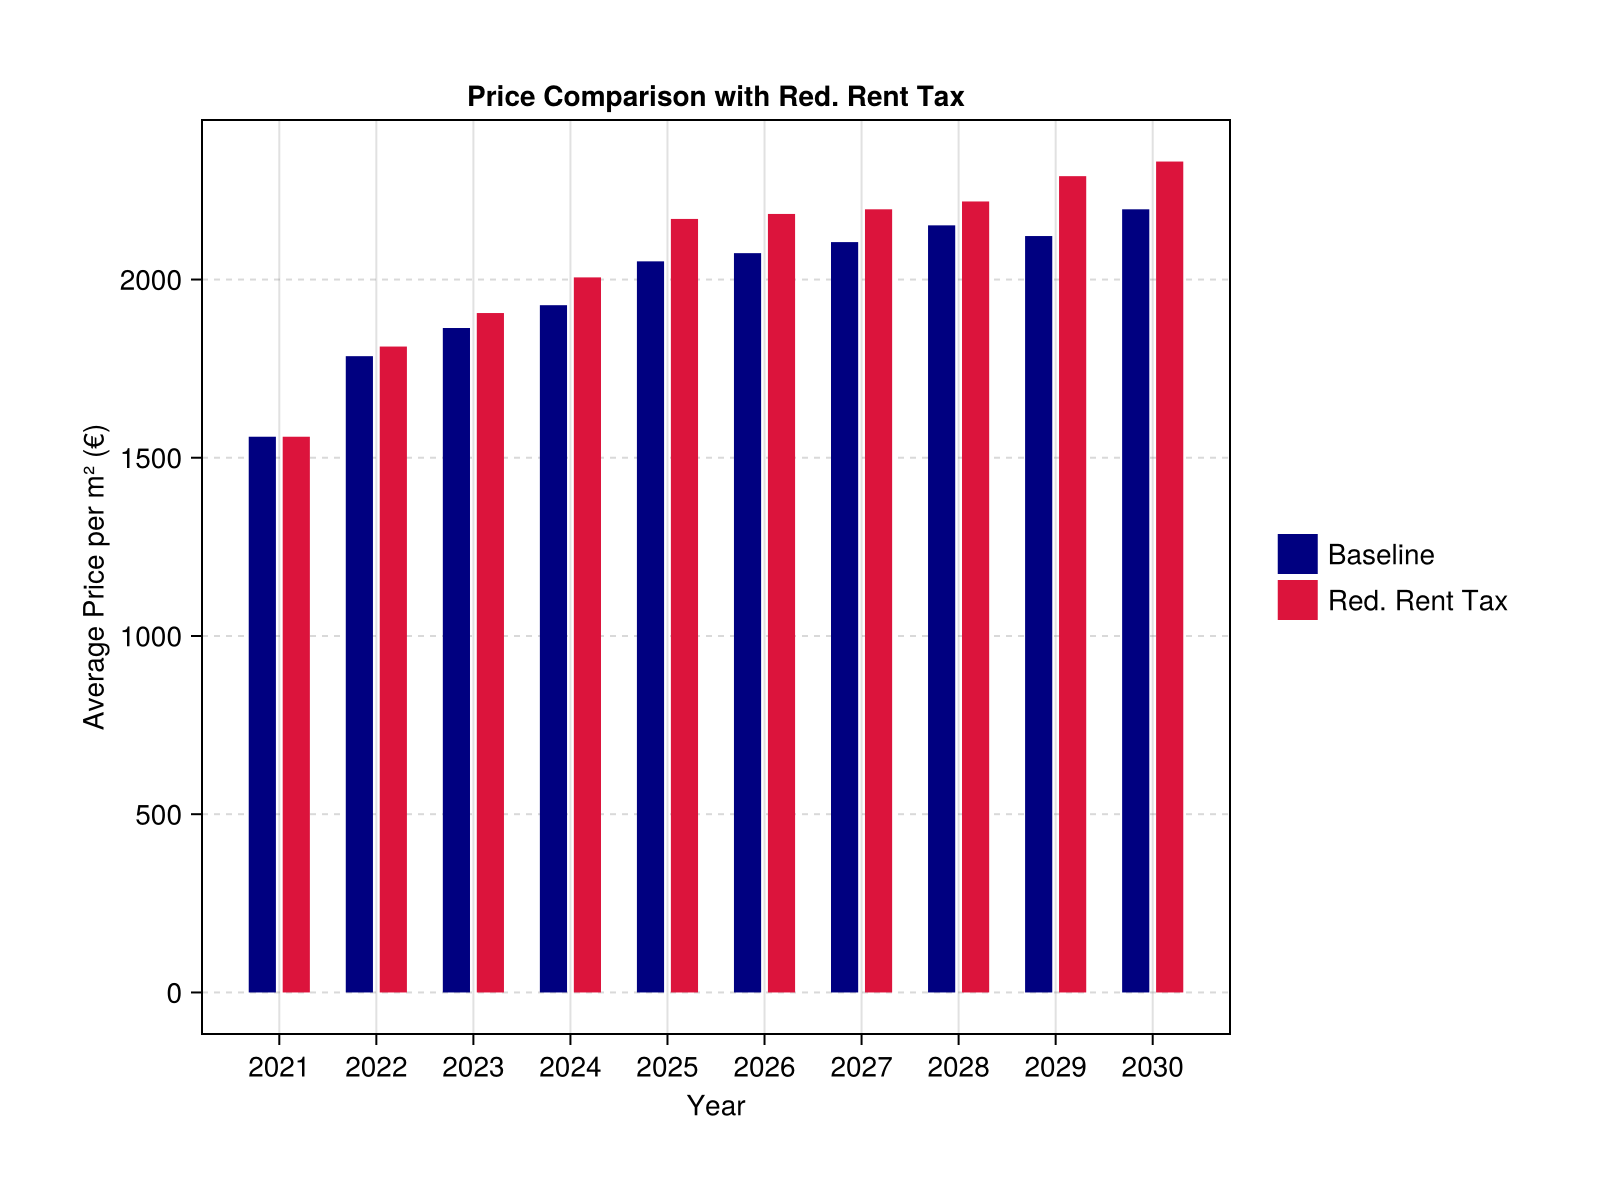 Price Comparison with Red. Rent Tax
Average Price per m² (€)
2000
1500
1000
500
0
2021 2022 2023 2024 2025 2026 2027 2028 2029 2030
Year
Baseline
Red. Rent Tax